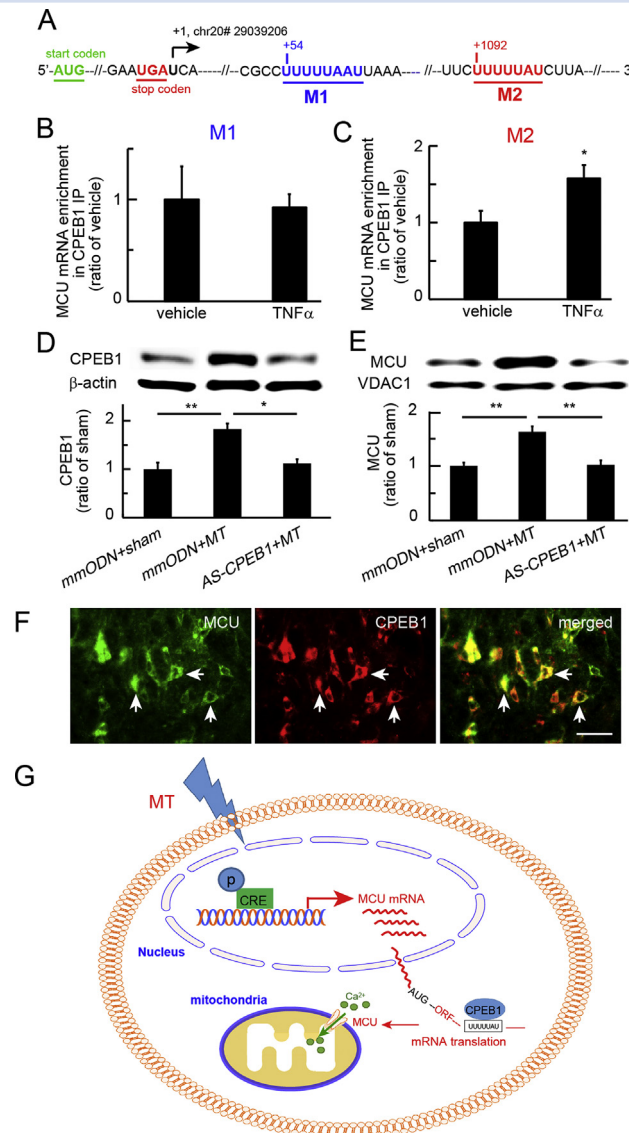 A
+1, chr20# 29039206
start coden
+54
+1092
5'-AUG--//--GAAUGAUCA-----//---CGCCUUUUUAAUUAAA---- //--UUCUUUUUAUCUUA--//---- 3
stop coden
M1
M2
B
M1
MCU mRNA enrichment
in CPEB1 IP
(ratio of vehicle)
1
0
vehicle
TNFα
C
M2
MCU mRNA enrichment
in CPEB1 IP
(ratio of vehicle)
2
1
0
*
vehicle
TNFα
D
CPEB1
β-actin
CPEB1
(ratio of sham)
2
1
0
**
*
mmODN+sham
mmODN+MT
AS-CPEB1+MT
E
MCU
VDAC1
MCU
(ratio of sham)
2
1
0
**
**
mmODN+sham
mmODN+MT
AS-CPEB1+MT
F
MCU
CPEB1
merged
G
MT
p
CRE
MCU mRNA
Nucleus
AUG --ORF---
CPEB1
UUUUUAU
mitochondria
Ca2+
MCU
mRNA translation